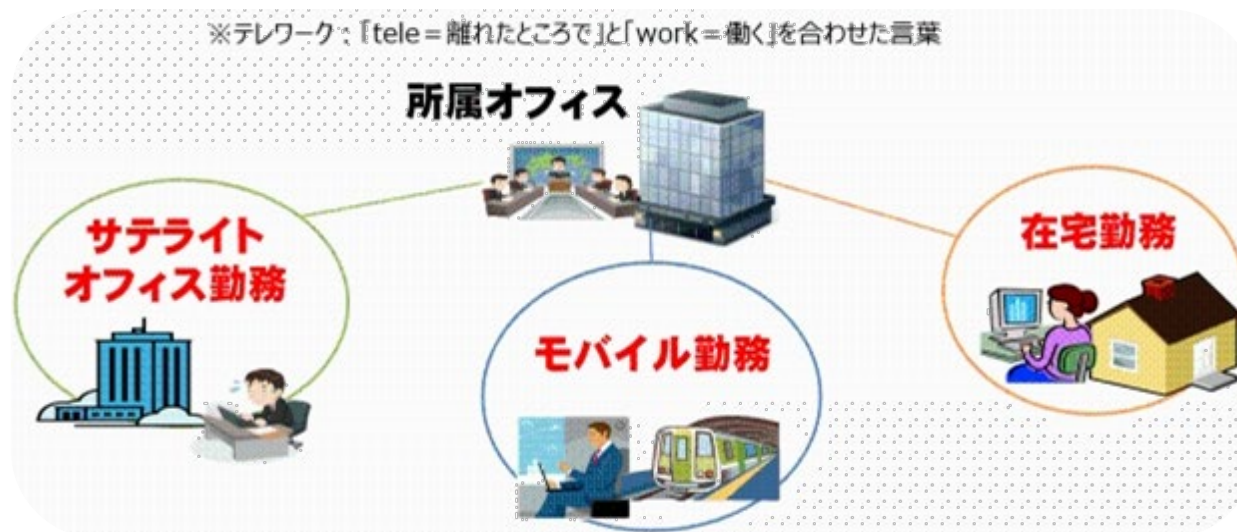 ※テレワーク：「tele＝離れたところで」と「work＝働く」を合わせた言葉
所属オフィス
サテライト
オフィス勤務
モバイル勤務
在宅勤務